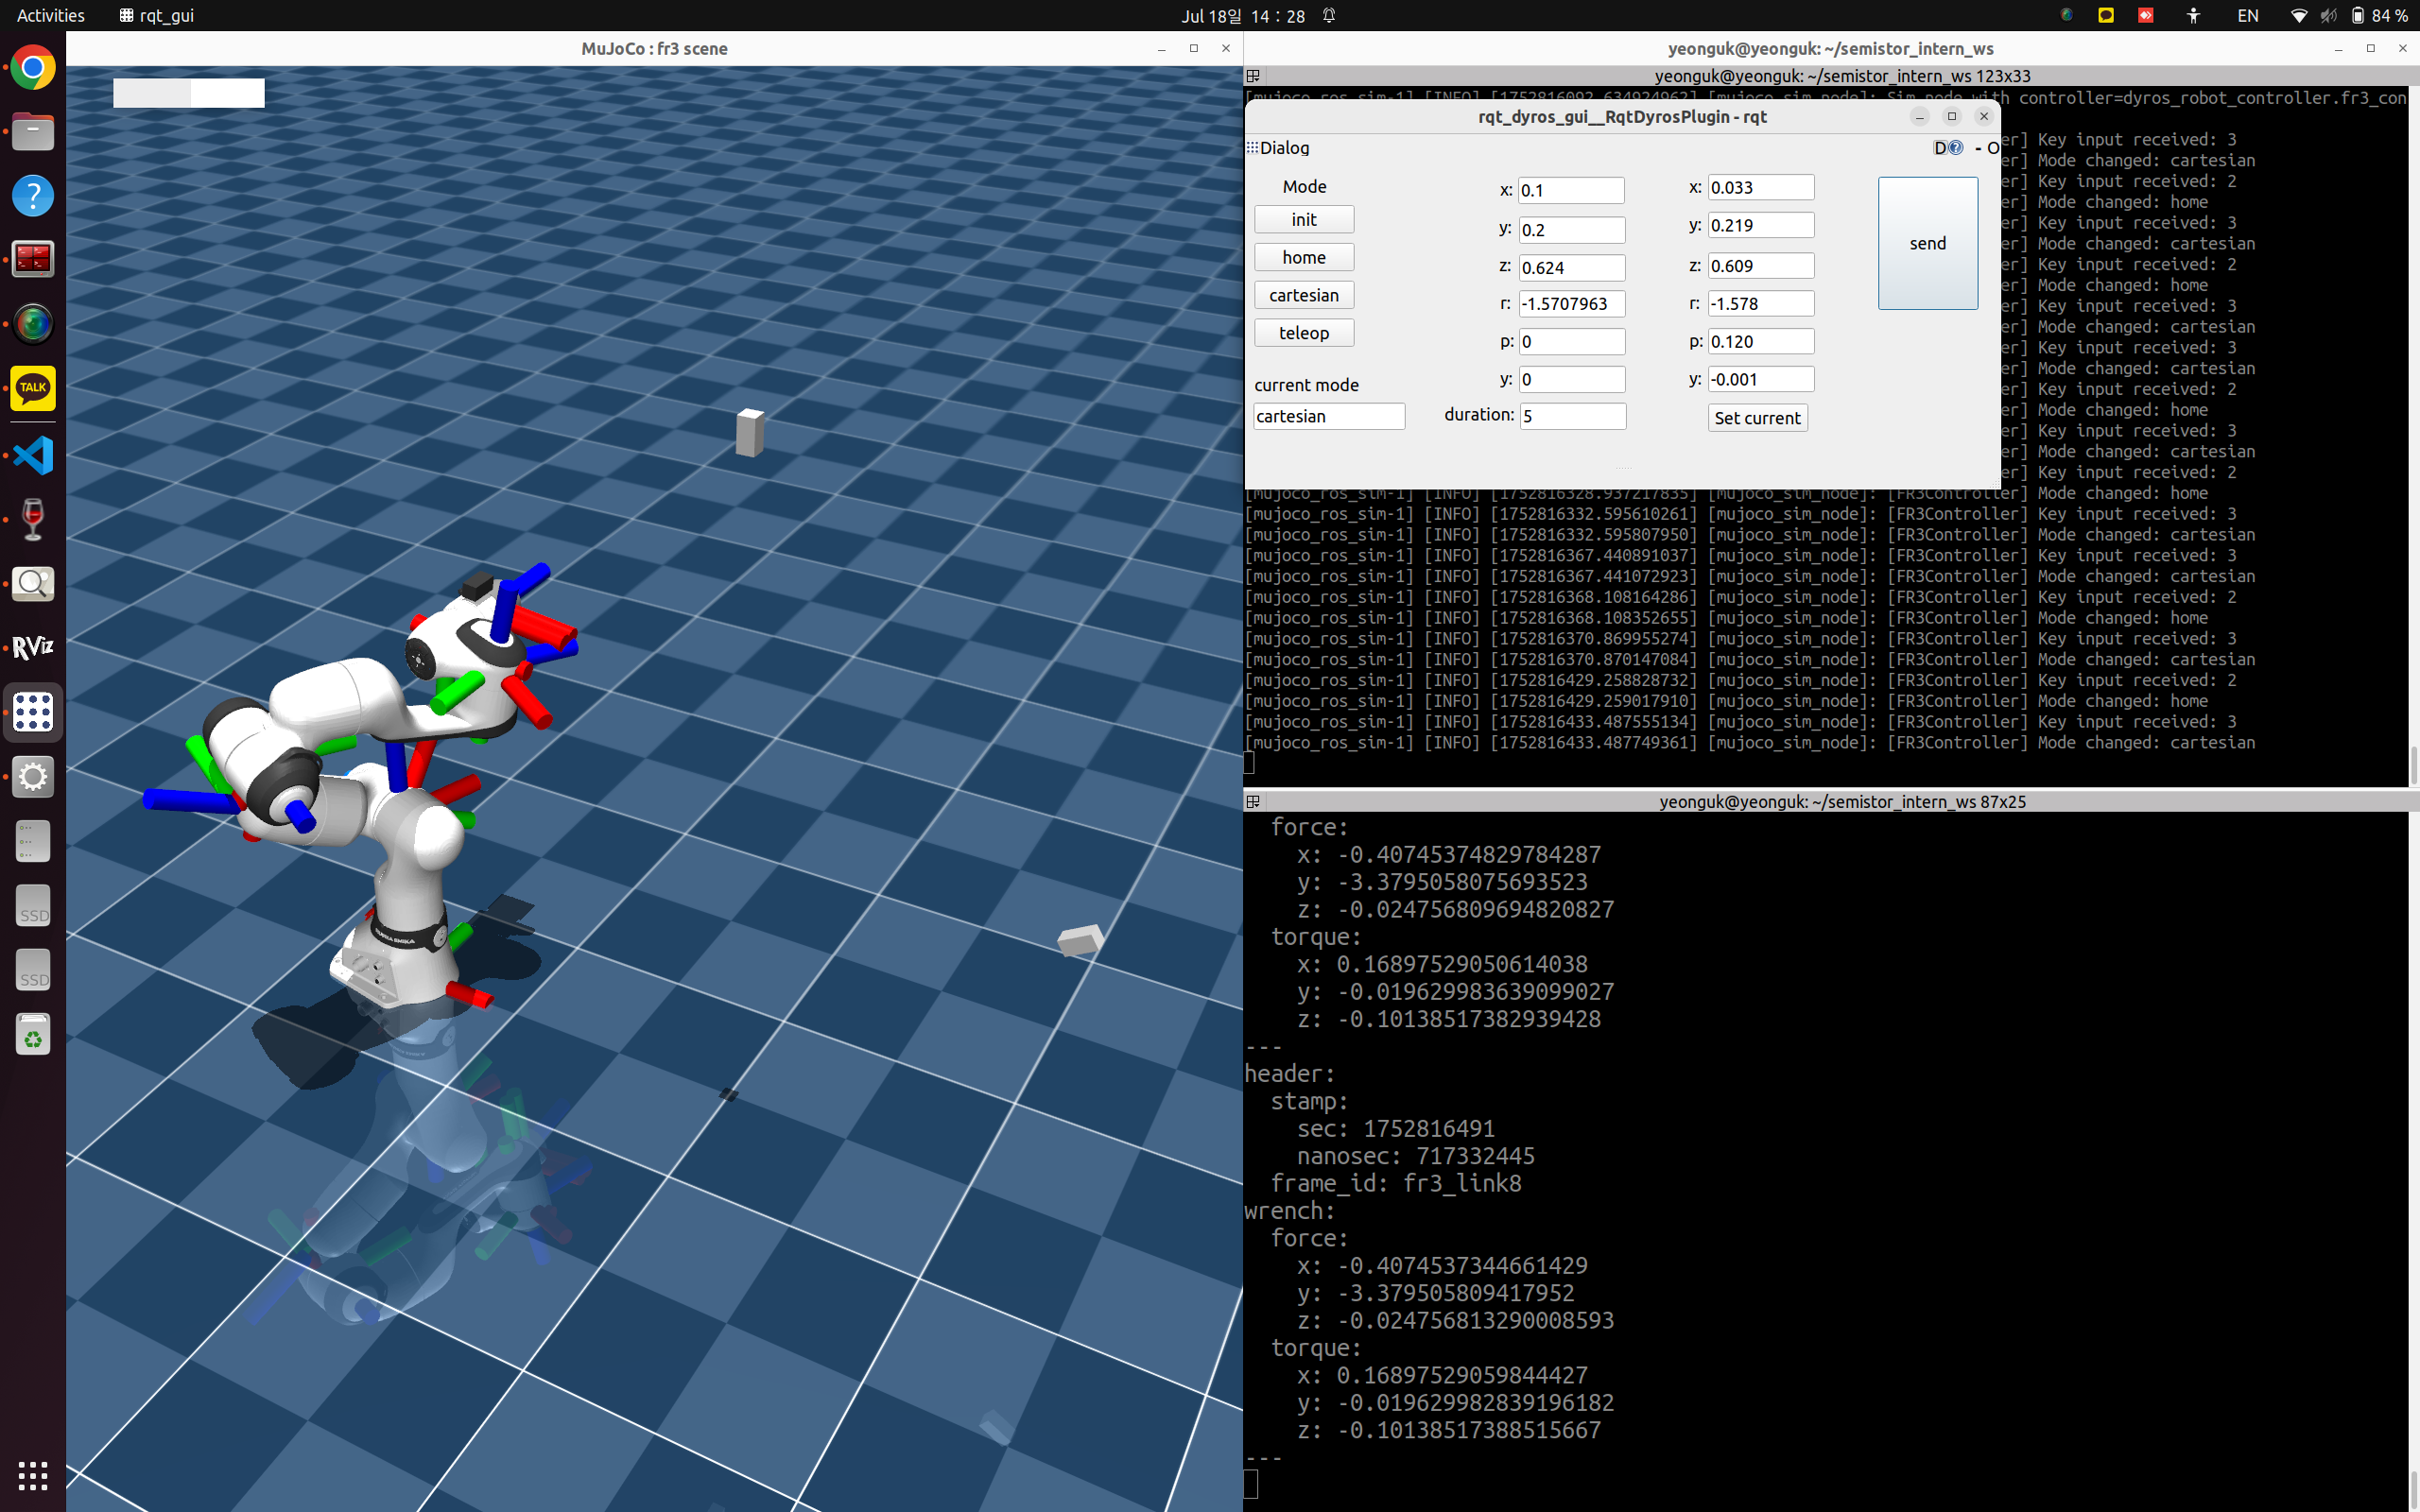 Activities
rqt_gui
Jul 18일 14 : 28
EN
84 %
MuJoCo : fr3 scene
TALK
RViz
SSD
SSD
yeonguk@yeonguk: ~/semistor_intern_ws
yeonguk@yeonguk: ~/semistor_intern_ws 123x33
[mujoco_ros_sim-1] [INFO] [1752816092.634924962] [mujoco_sim_node]: Sim node with controller=dyros_robot_controller.fr3_con
er] Key input received: 3
er] Mode changed: cartesian
er] Key input received: 2
er] Mode changed: home
er] Key input received: 3
er] Mode changed: cartesian
er] Key input received: 2
er] Mode changed: home
er] Key input received: 3
er] Mode changed: cartesian
er] Key input received: 3
er] Mode changed: cartesian
er] Key input received: 2
er] Mode changed: home
er] Key input received: 3
er] Mode changed: cartesian
er] Key input received: 2
[mujoco_ros_sim-1] [INFO] [1752816328.937217835] [mujoco_sim_node]: [FR3Controller] Mode changed: home
[mujoco_ros_sim-1] [INFO] [1752816332.595610261] [mujoco_sim_node]: [FR3Controller] Key input received: 3
[mujoco_ros_sim-1] [INFO] [1752816332.595807950] [mujoco_sim_node]: [FR3Controller] Mode changed: cartesian
[mujoco_ros_sim-1] [INFO] [1752816367.440891037] [mujoco_sim_node]: [FR3Controller] Key input received: 3
[mujoco_ros_sim-1] [INFO] [1752816367.441072923] [mujoco_sim_node]: [FR3Controller] Mode changed: cartesian
[mujoco_ros_sim-1] [INFO] [1752816368.108164286] [mujoco_sim_node]: [FR3Controller] Key input received: 2
[mujoco_ros_sim-1] [INFO] [1752816368.108352655] [mujoco_sim_node]: [FR3Controller] Mode changed: home
[mujoco_ros_sim-1] [INFO] [1752816370.869955274] [mujoco_sim_node]: [FR3Controller] Key input received: 3
[mujoco_ros_sim-1] [INFO] [1752816370.870147084] [mujoco_sim_node]: [FR3Controller] Mode changed: cartesian
[mujoco_ros_sim-1] [INFO] [1752816429.258828732] [mujoco_sim_node]: [FR3Controller] Key input received: 2
[mujoco_ros_sim-1] [INFO] [1752816429.259017910] [mujoco_sim_node]: [FR3Controller] Mode changed: home
[mujoco_ros_sim-1] [INFO] [1752816433.487555134] [mujoco_sim_node]: [FR3Controller] Key input received: 3
[mujoco_ros_sim-1] [INFO] [1752816433.487749361] [mujoco_sim_node]: [FR3Controller] Mode changed: cartesian
rqt_dyros_gui__RqtDyrosPlugin - rqt
Dialog
D - O
Mode
init
home
cartesian
teleop
current mode
cartesian
x: 0.1
y: 0.2
z: 0.624
r: -1.5707963
p: 0
y: 0
duration: 5
x: 0.033
y: 0.219
z: 0.609
r: -1.578
p: 0.120
y: -0.001
Set current
send
yeonguk@yeonguk: ~/semistor_intern_ws 87x25
force:
x: -0.40745374829784287
y: -3.3795058075693523
z: -0.024756809694820827
torque:
x: 0.16897529050614038
y: -0.019629983639099027
z: -0.10138517382939428
---
header:
stamp:
sec: 1752816491
nanosec: 717332445
frame_id: fr3_link8
wrench:
force:
x: -0.4074537344661429
y: -3.379505809417952
z: -0.024756813290008593
torque:
x: 0.16897529059844427
y: -0.019629982839196182
z: -0.10138517388515667
---